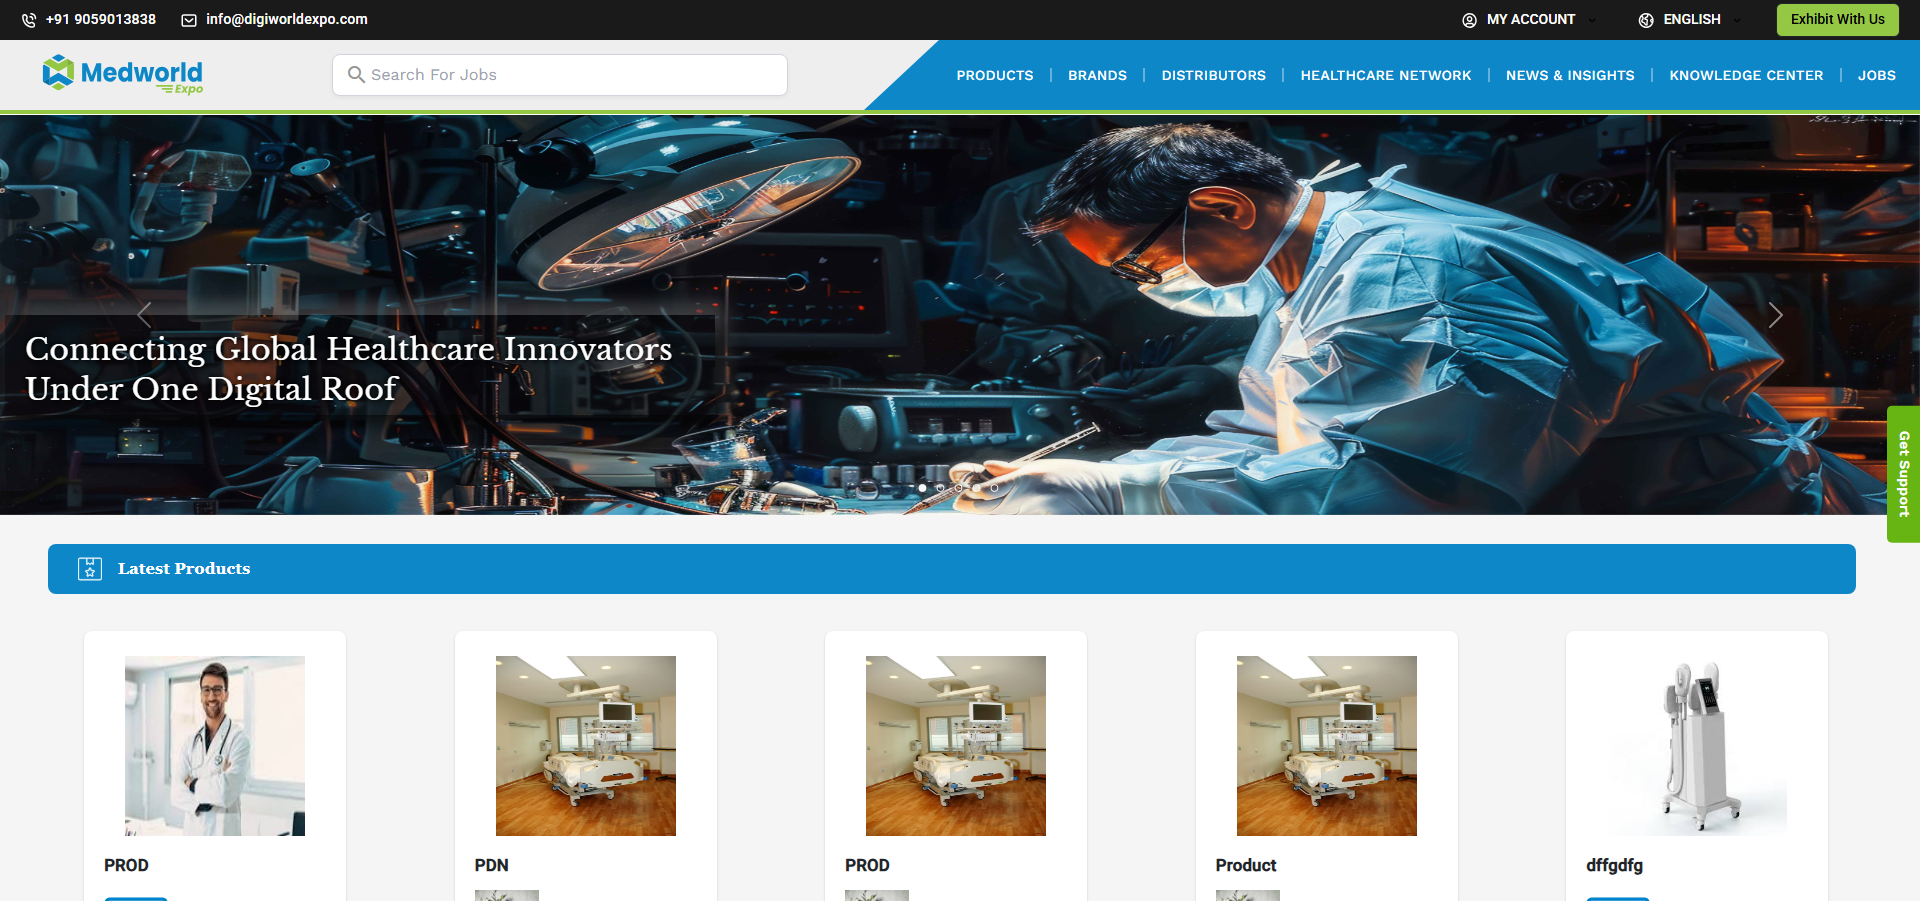 +91 9059013838
info@digiworldexpo.com
MY ACCOUNT
ENGLISH
Exhibit With Us
Medworld
Expo
Search For Jobs
PRODUCTS
BRANDS
DISTRIBUTORS
HEALTHCARE NETWORK
NEWS & INSIGHTS
KNOWLEDGE CENTER
JOBS
Connecting Global Healthcare Innovators
Under One Digital Roof
Get Support
Latest Products
PROD
PDN
PROD
Product
dffgdfg